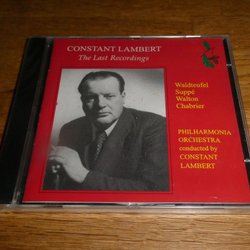 CONSTANT LAMBERT
The Last Recordings
Waldteufel
Suppé
Walton
Chabrier
PHILHARMONIA
ORCHESTRA
conducted by
CONSTANT
LAMBERT